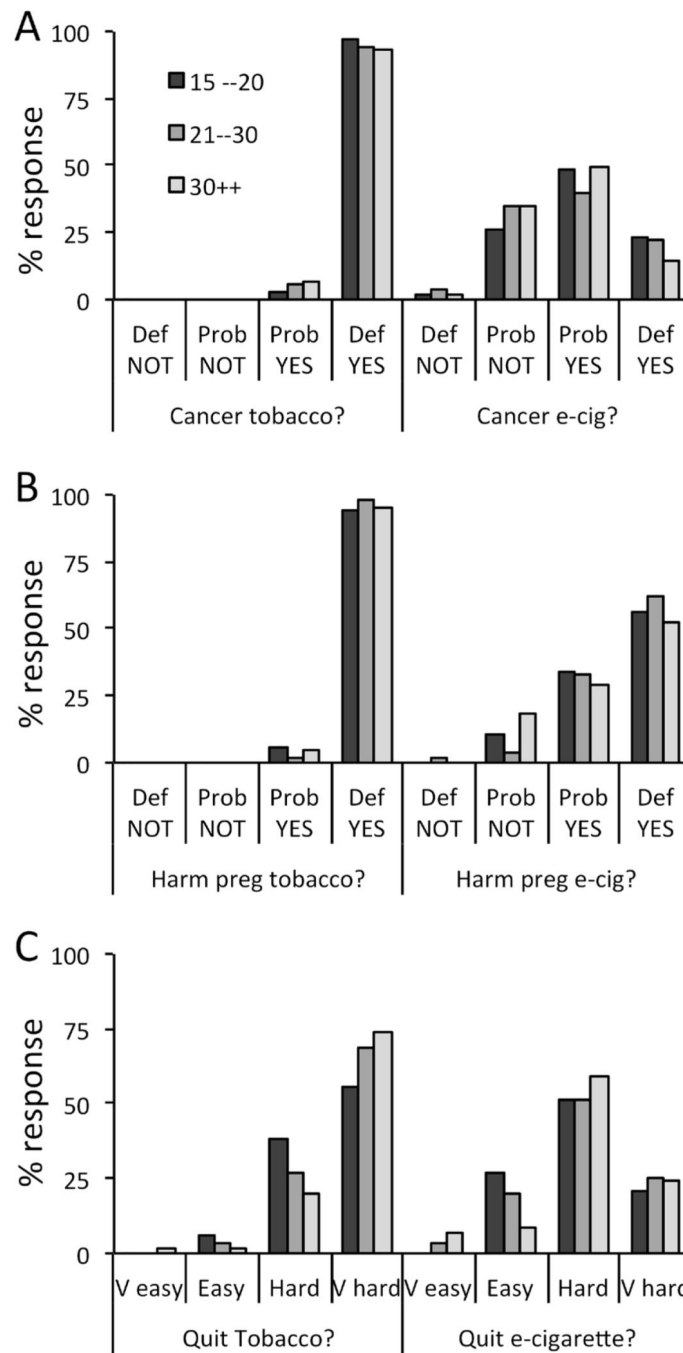 A
100
75
50
25
0
% response
15 --20
21--30
30++
Def Prob Prob Def Def Prob Prob Def
NOT NOT YES YES NOT NOT YES YES
Cancer tobacco? Cancer e-cig?
B
100
75
50
25
0
% response
Def Prob Prob Def Def Prob Prob Def
NOT NOT YES YES NOT NOT YES YES
Harm preg tobacco? Harm preg e-cig?
C
100
75
50
25
0
% response
V easy Easy Hard V hard V easy Easy Hard V hard
Quit Tobacco? Quit e-cigarette?